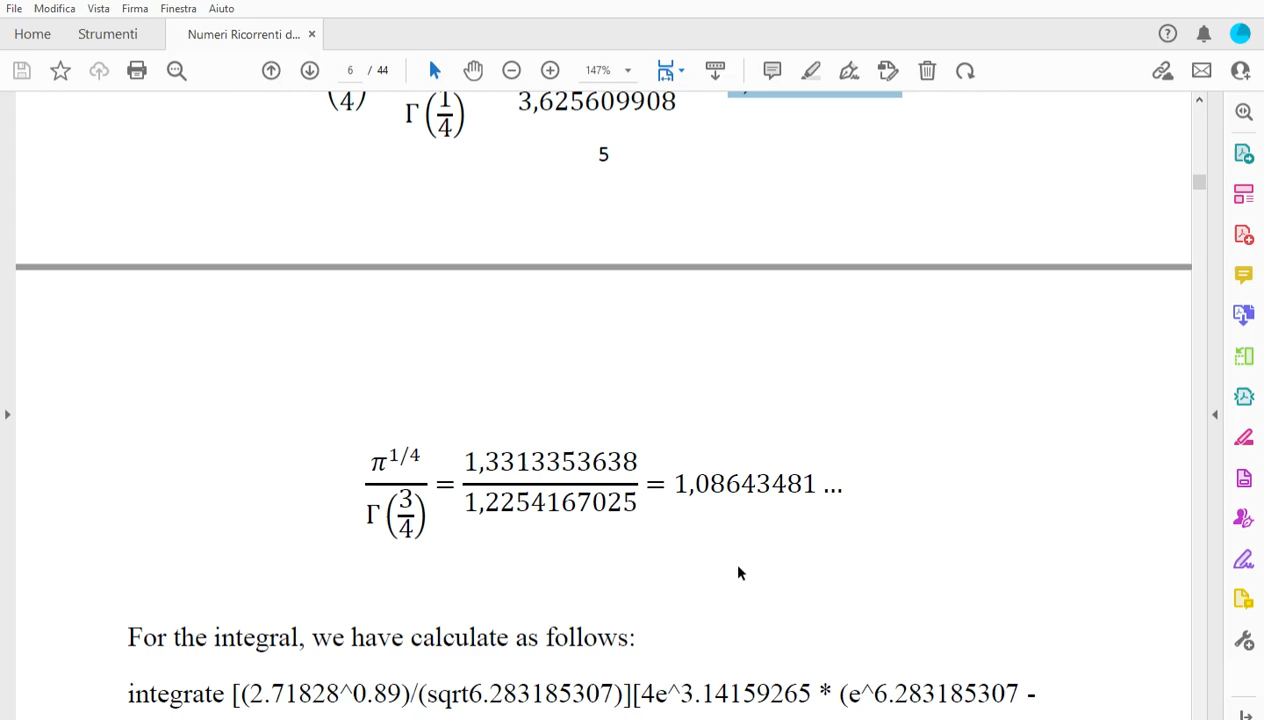 File Modifica Vista Firma Finestra Aiuto
Home Strumenti Numeri Ricorrenti d... ×
6 / 44 147%
(4) Γ(1/4) 3,625609908
5
π^1/4 / Γ(3/4) = 1,3313353638 / 1,2254167025 = 1,08643481 ...
For the integral, we have calculate as follows:
integrate [(2.71828^0.89)/(sqrt6.283185307)][4e^3.14159265 * (e^6.283185307 -